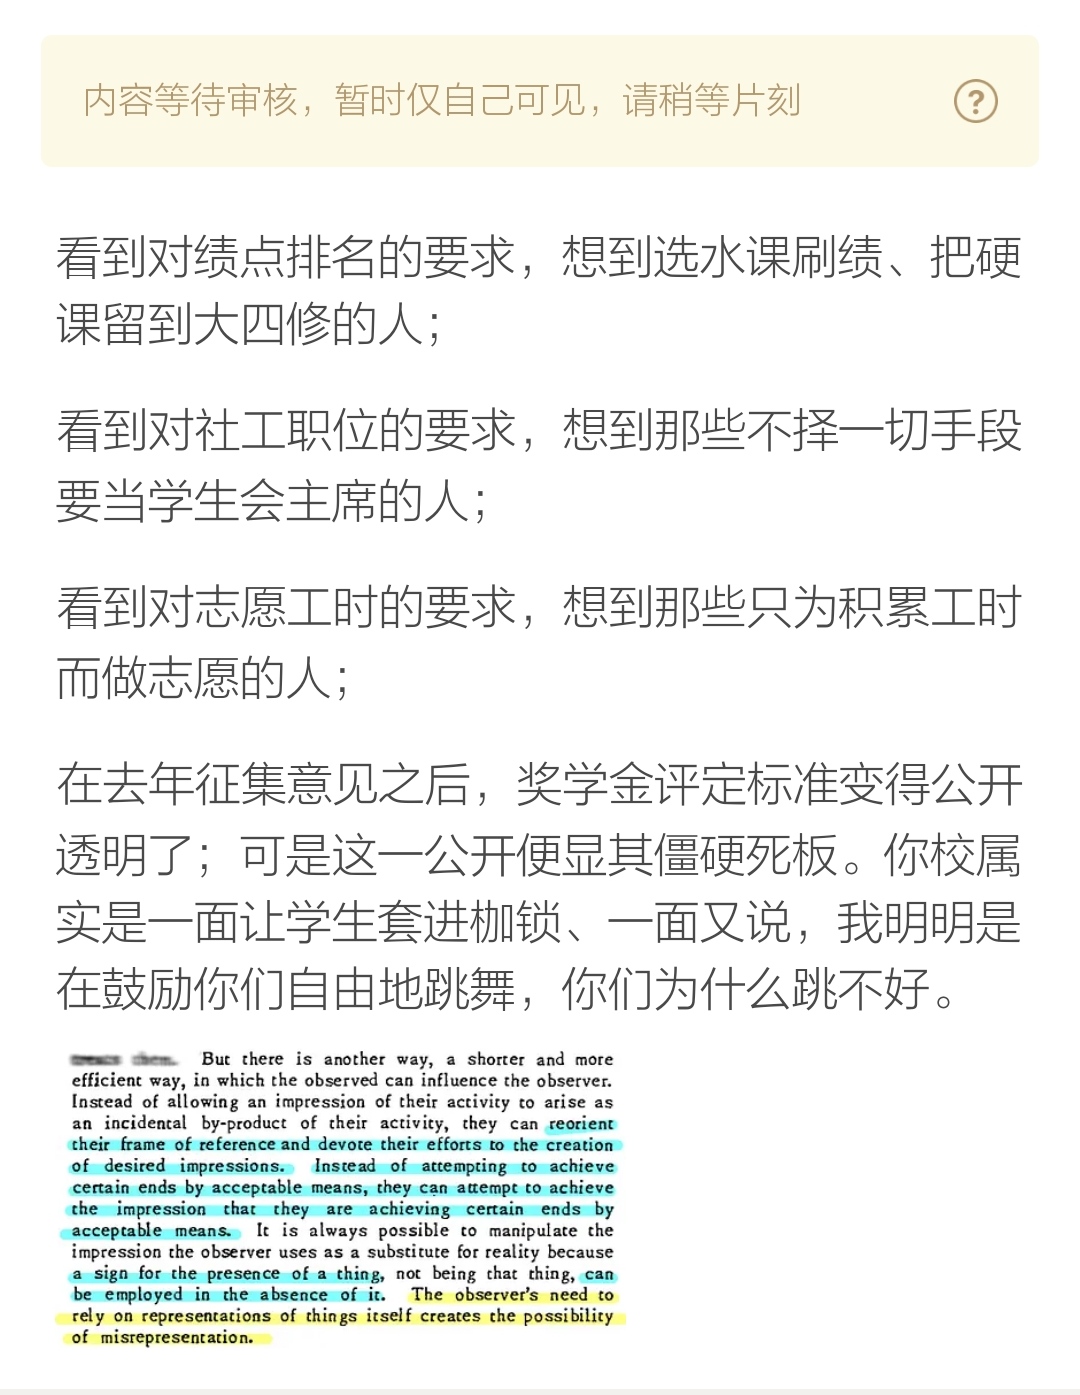 内容等待审核，暂时仅自己可见，请稍等片刻
?
看到对绩点排名的要求，想到选水课刷绩、把硬
课留到大四修的人；
看到对社工职位的要求，想到那些不择一切手段
要当学生会主席的人；
看到对志愿工时的要求，想到那些只为积累工时
而做志愿的人；
在去年征集意见之后，奖学金评定标准变得公开
透明了；可是这一公开便显其僵硬死板。你校属
实是一面让学生套进枷锁、一面又说，我明明是
在鼓励你们自由地跳舞，你们为什么跳不好。
But there is another way, a shorter and more
efficient way, in which the observed can influence the observer.
Instead of allowing an impression of their activity to arise as
an incidental by-product of their activity, they can reorient
their frame of reference and devote their efforts to the creation
of desired impressions. Instead of attempting to achieve
certain ends by acceptable means, they can attempt to achieve
the impression that they are achieving certain ends by
acceptable means. It is always possible to manipulate the
impression the observer uses as a substitute for reality because
a sign for the presence of a thing, not being that thing, can
be employed in the absence of it. The observer's need to
rely on representations of things itself creates the possibility
of misrepresentation.